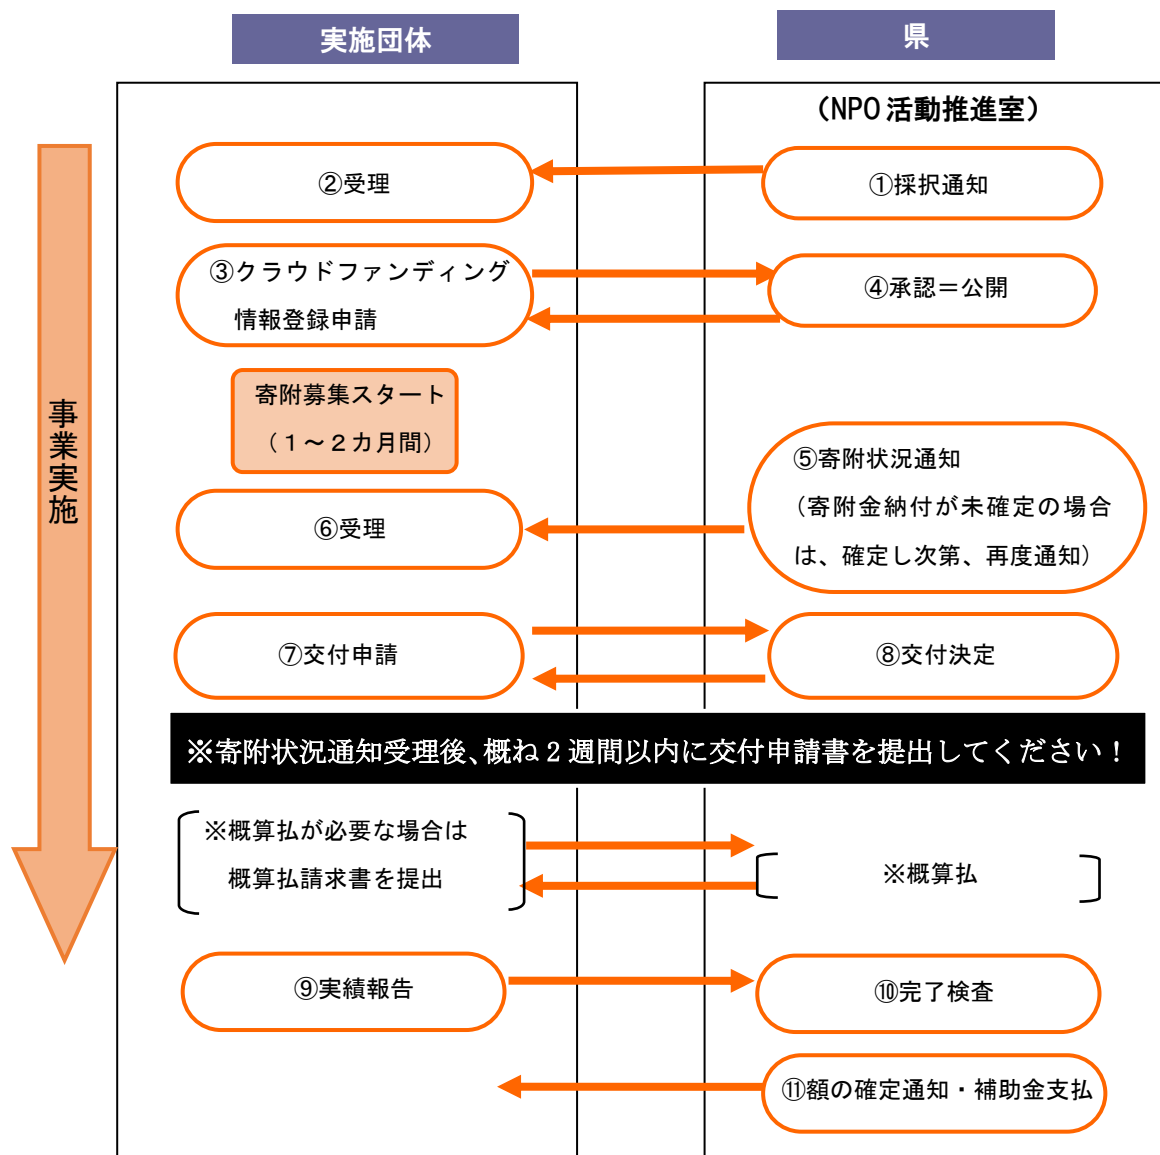 実施団体
県
（NPO活動推進室）
②受理
①採択通知
③クラウドファンディング
情報登録申請
④承認＝公開
寄附募集スタート
（１～２カ月間）
⑤寄附状況通知
（寄附金納付が未確定の場合
は、確定し次第、再度通知）
⑥受理
⑦交付申請
⑧交付決定
事業実施
※寄附状況通知受理後、概ね２週間以内に交付申請書を提出してください！
※概算払が必要な場合は
概算払請求書を提出
※概算払
⑨実績報告
⑩完了検査
⑪額の確定通知・補助金支払